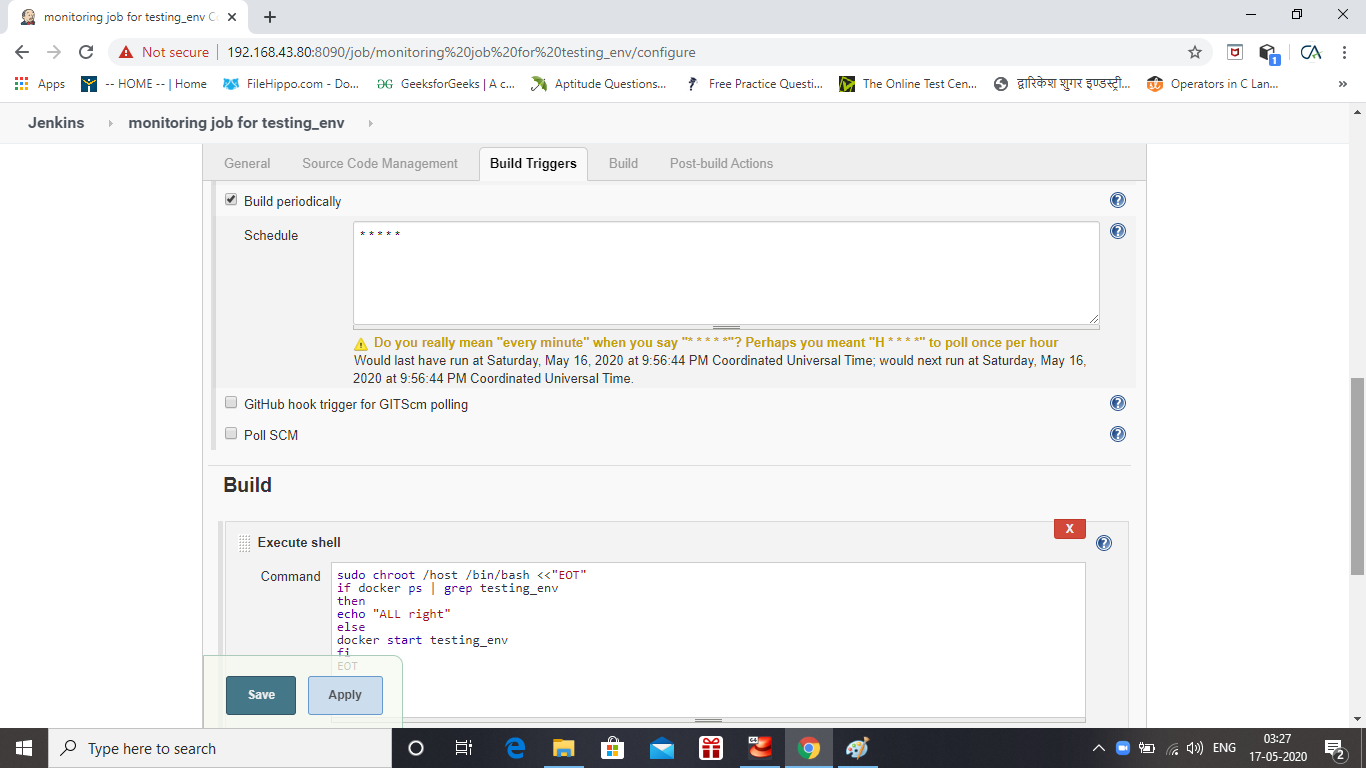 monitoring job for testing_env C
Not secure
192.168.43.80:8090/job/monitoring%20job%20for%20testing_env/configure
1
CA
Apps
-- HOME -- | Home
FileHippo.com - Do...
GeeksforGeeks | A c...
Aptitude Questions...
Free Practice Questi...
The Online Test Cen...
द्वारिकेश शुगर इण्डस्ट्री...
Operators in C Lan...
»
Jenkins
monitoring job for testing_env
General
Source Code Management
Build Triggers
Build
Post-build Actions
Build periodically
Schedule
* * * * *
Do you really mean "every minute" when you say "* * * * *"? Perhaps you meant "H * * * *" to poll once per hour
Would last have run at Saturday, May 16, 2020 at 9:56:44 PM Coordinated Universal Time; would next run at Saturday, May 16,
2020 at 9:56:44 PM Coordinated Universal Time.
GitHub hook trigger for GITScm polling
Poll SCM
Build
X
Execute shell
Command
sudo chroot /host /bin/bash <<"EOT"
if docker ps | grep testing_env
then
echo "ALL right"
else
docker start testing_env
fi
EOT
Save
Apply
Type here to search
ENG
03:27
17-05-2020
2